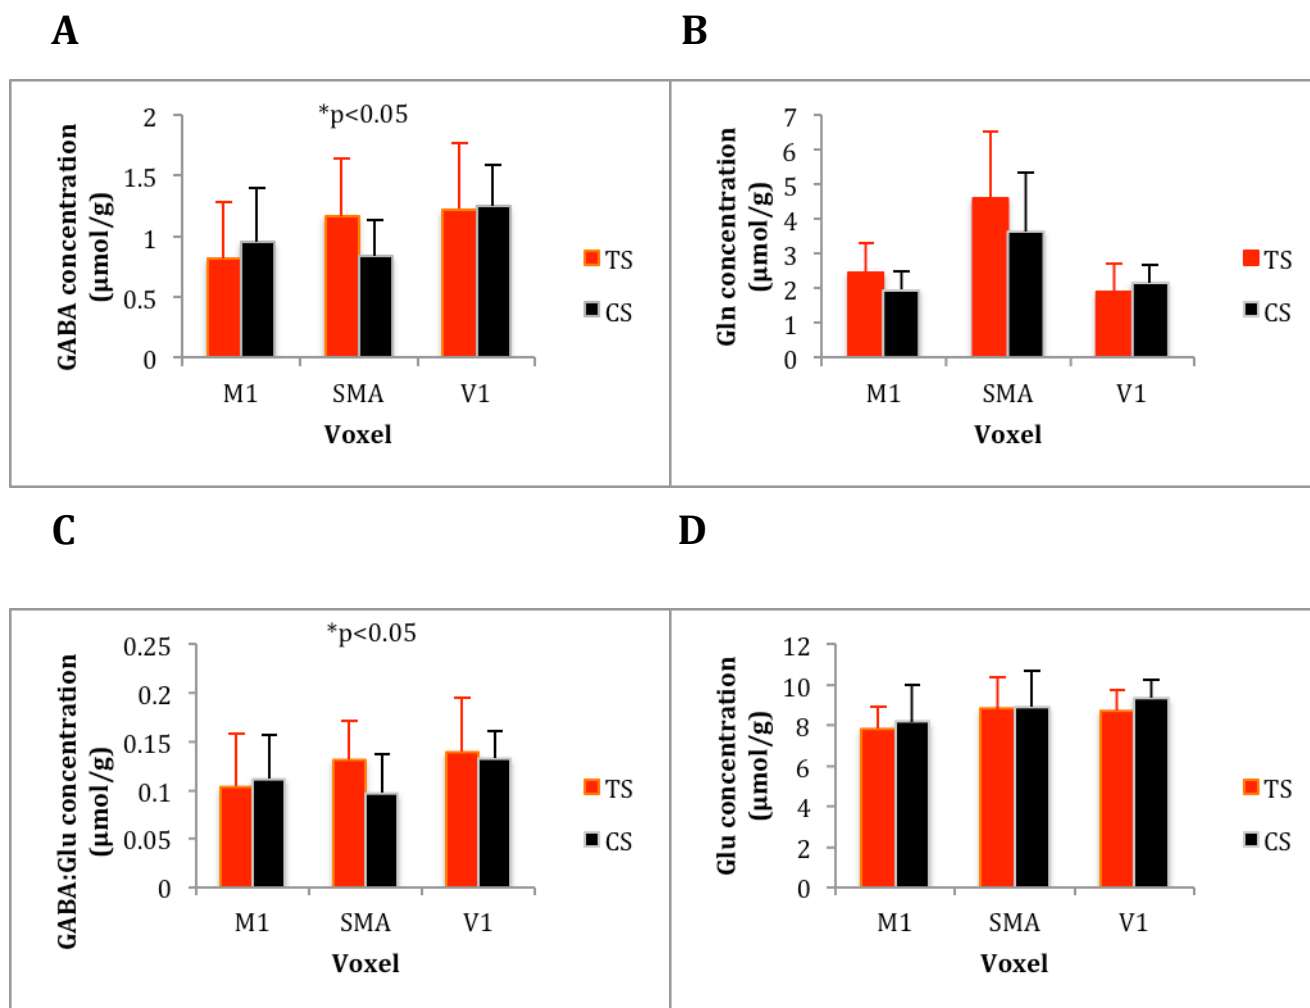 A
*p<0.05
GABA concentration
(μmol/g)
2
1.5
1
0.5
0
M1 SMA V1
Voxel
TS
CS
B
Gln concentration
(μmol/g)
7
6
5
4
3
2
1
0
M1 SMA V1
Voxel
TS
CS
C
*p<0.05
GABA:Glu concentration
(μmol/g)
0.25
0.2
0.15
0.1
0.05
0
M1 SMA V1
Voxel
TS
CS
D
Glu concentration
(μmol/g)
12
10
8
6
4
2
0
M1 SMA V1
Voxel
TS
CS